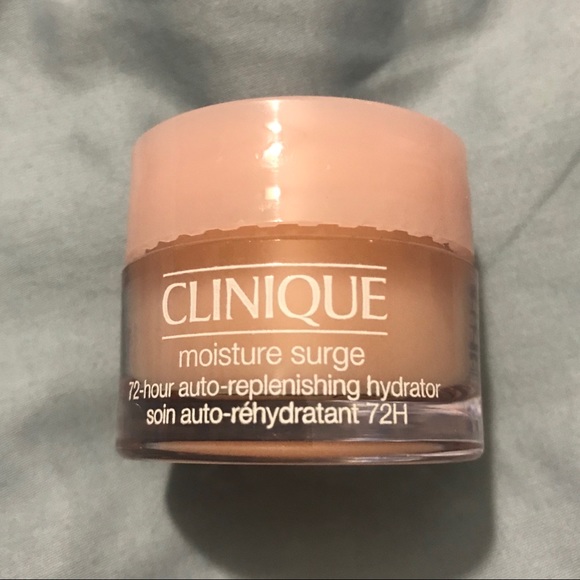 CLINIQUE
moisture surge
72-hour auto-replenishing hydrator
soin auto-réhydratant 72H